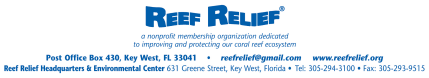 REEF RELIEF®
a nonprofit membership organization dedicated
to improving and protecting our coral reef ecosystem
Post Office Box 430, Key West, FL 33041 • reefrelief@gmail.com www.reefrelief.org
Reef Relief Headquarters & Environmental Center 631 Greene Street, Key West, Florida • Tel: 305-294-3100 • Fax: 305-293-9515